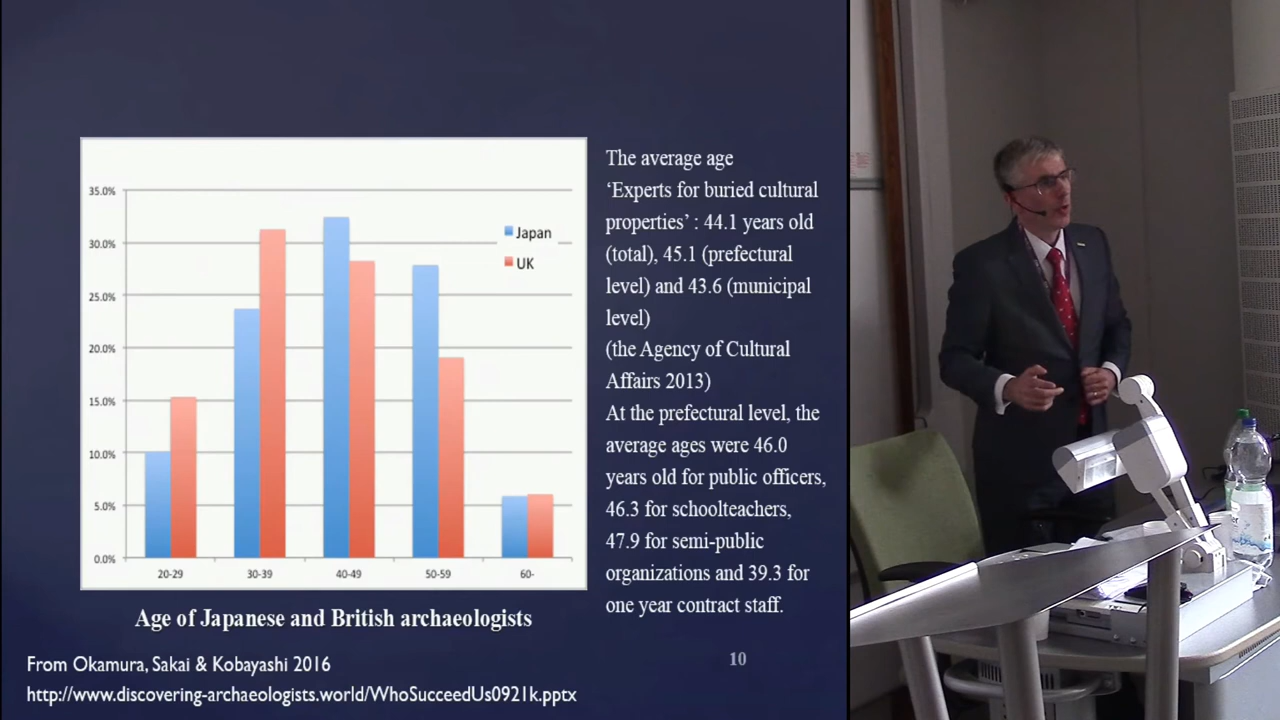 35.0%
30.0%
25.0%
20.0%
15.0%
10.0%
5.0%
0.0%
Japan
UK
20-29
30-39
40-49
50-59
60-
Age of Japanese and British archaeologists
The average age
‘Experts for buried cultural
properties’ : 44.1 years old
(total), 45.1 (prefectural
level) and 43.6 (municipal
level)
(the Agency of Cultural
Affairs 2013)
At the prefectural level, the
average ages were 46.0
years old for public officers,
46.3 for schoolteachers,
47.9 for semi-public
organizations and 39.3 for
one year contract staff.
From Okamura, Sakai & Kobayashi 2016
http://www.discovering-archaeologists.world/WhoSucceedUs0921k.pptx
10